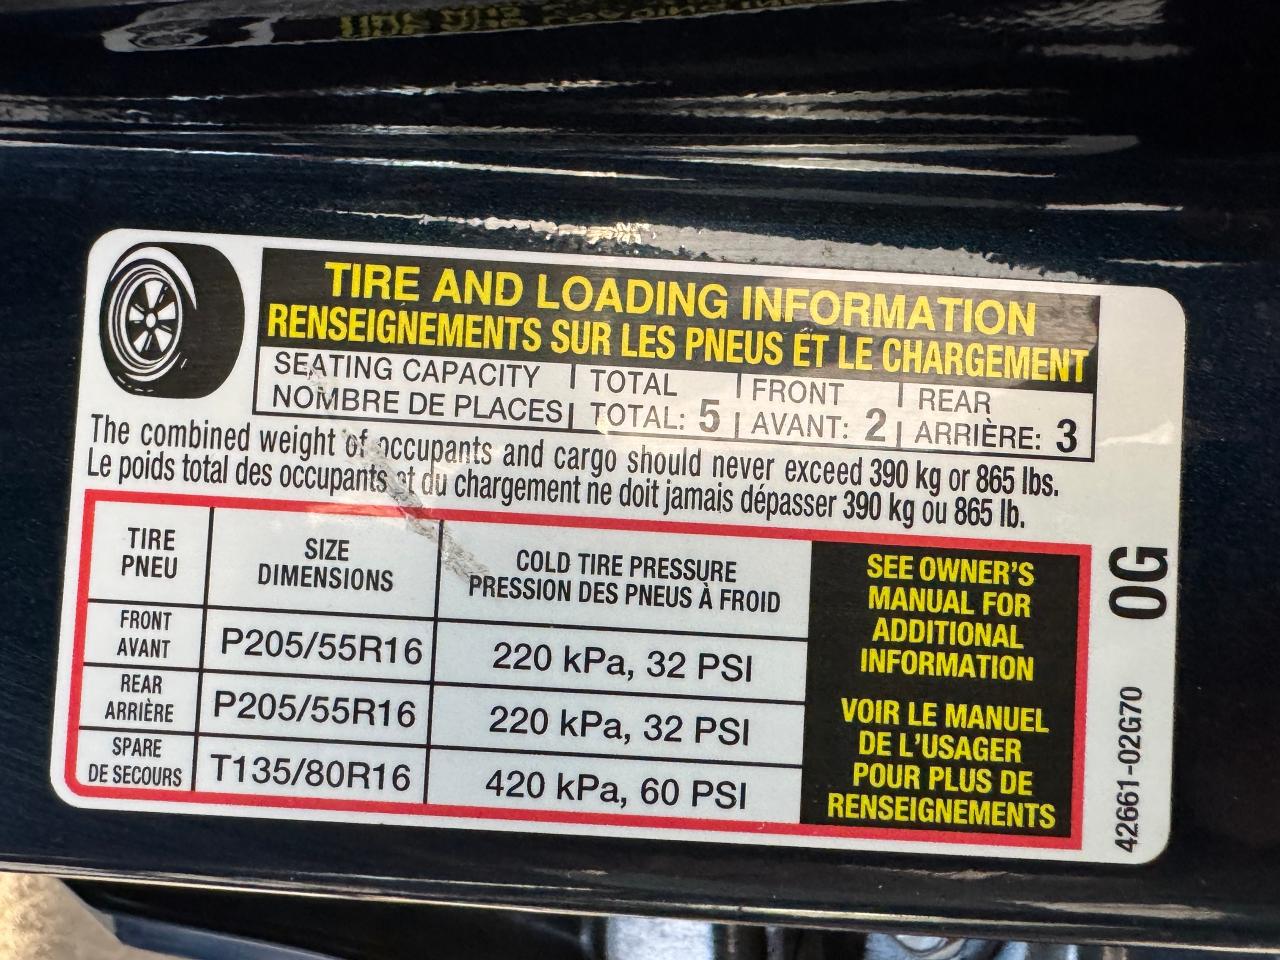 TIRE AND LOADING INFORMATION
RENSEIGNEMENTS SUR LES PNEUS ET LE CHARGEMENT
SEATING CAPACITY | TOTAL | FRONT | REAR
NOMBRE DE PLACES | TOTAL: 5 | AVANT: 2 | ARRIÈRE: 3
The combined weight of occupants and cargo should never exceed 390 kg or 865 lbs.
Le poids total des occupants et du chargement ne doit jamais dépasser 390 kg ou 865 lb.
TIRE
PNEU
SIZE
DIMENSIONS
COLD TIRE PRESSURE
PRESSION DES PNEUS À FROID
FRONT
AVANT
P205/55R16
220 kPa, 32 PSI
REAR
ARRIÈRE
P205/55R16
220 kPa, 32 PSI
SPARE
DE SECOURS
T135/80R16
420 kPa, 60 PSI
SEE OWNER'S
MANUAL FOR
ADDITIONAL
INFORMATION
VOIR LE MANUEL
DE L'USAGER
POUR PLUS DE
RENSEIGNEMENTS
0G
42661-02G70